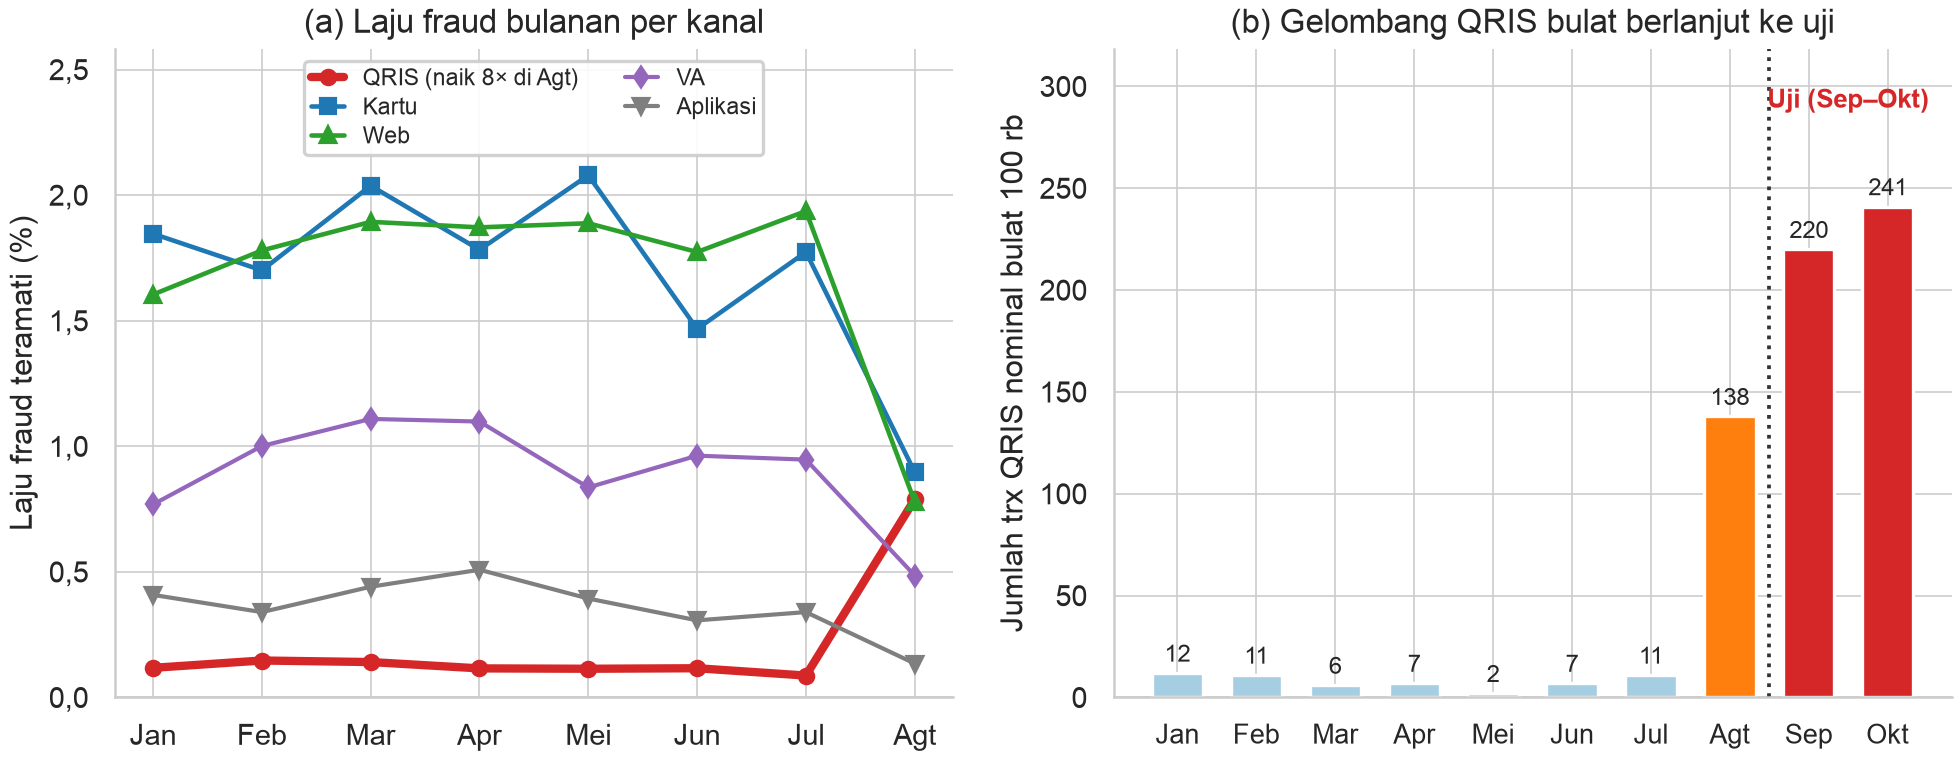 (a) Laju fraud bulanan per kanal
Laju fraud teramati (%)
2,5
2,0
1,5
1,0
0,5
0,0
QRIS (naik 8× di Agt)
Kartu
Web
VA
Aplikasi
Jan Feb Mar Apr Mei Jun Jul Agt
(b) Gelombang QRIS bulat berlanjut ke uji
Jumlah trx QRIS nominal bulat 100 rb
300
250
200
150
100
50
0
Uji (Sep–Okt)
12 11 6 7 2 7 11 138 220 241
Jan Feb Mar Apr Mei Jun Jul Agt Sep Okt